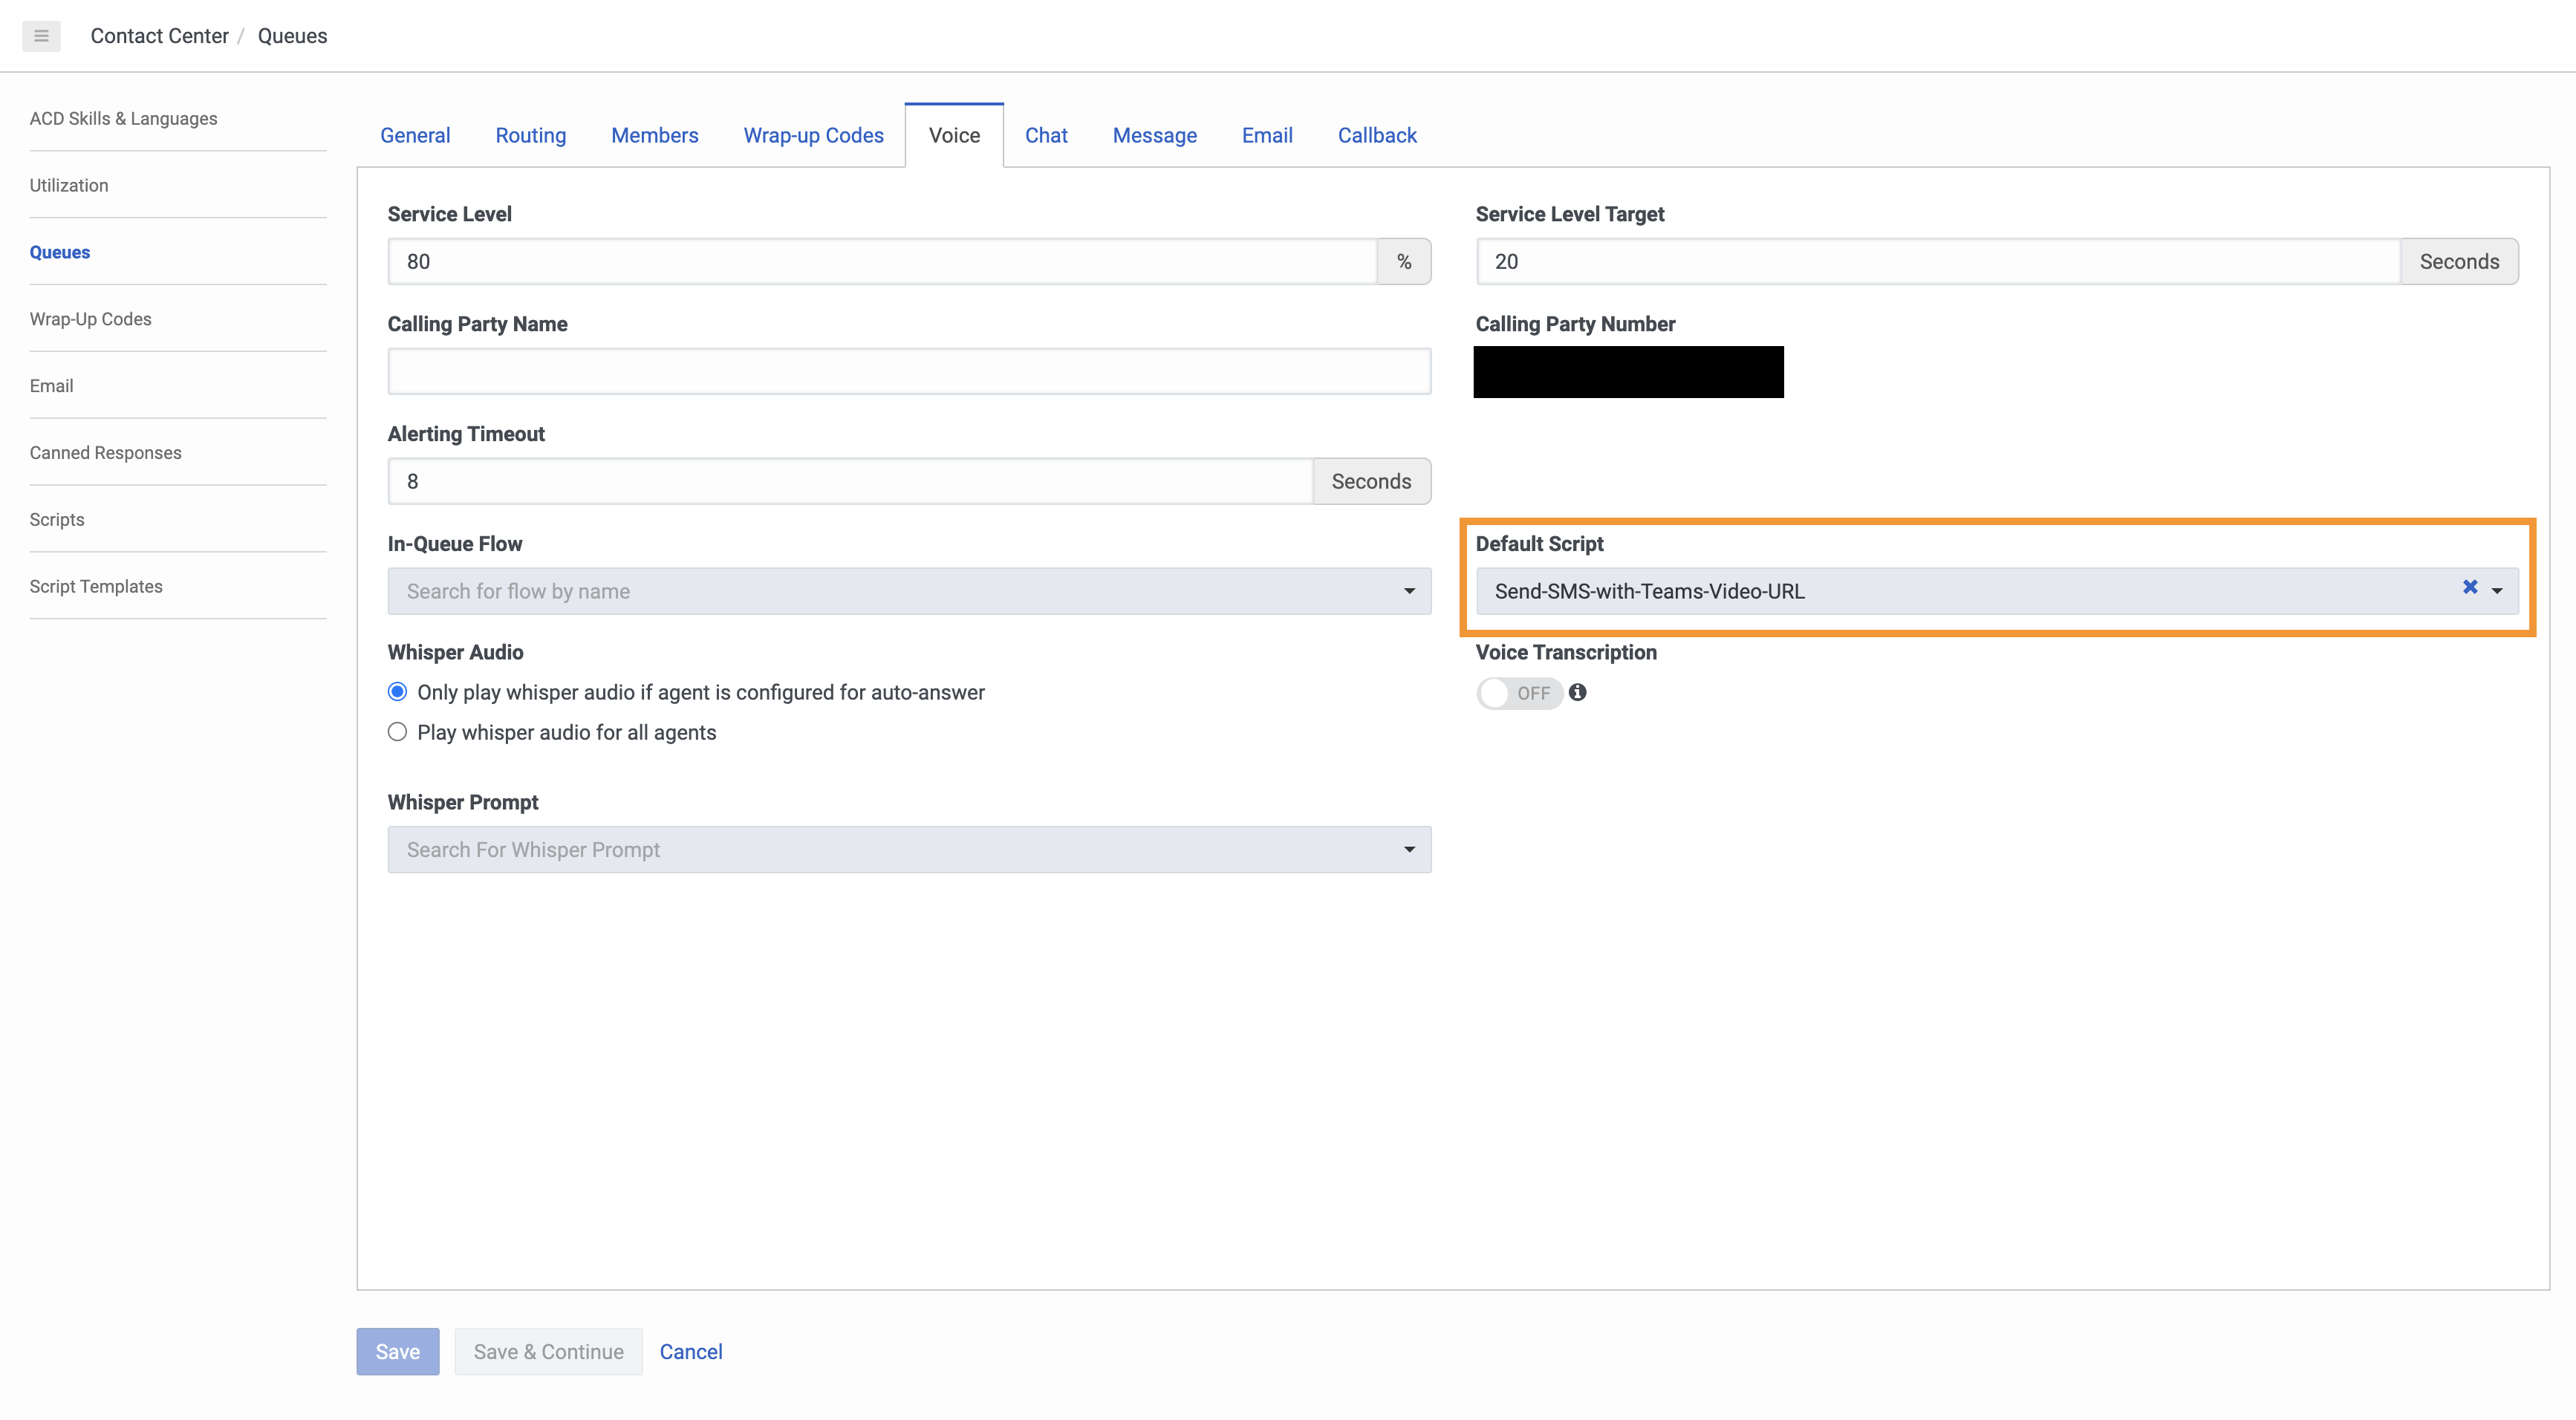 Contact Center / Queues
ACD Skills & Languages
Utilization
Queues
Wrap-Up Codes
Email
Canned Responses
Scripts
Script Templates
General Routing Members Wrap-up Codes Voice Chat Message Email Callback
Service Level
80 %
Service Level Target
20 Seconds
Calling Party Name
Calling Party Number
Alerting Timeout
8 Seconds
In-Queue Flow
Search for flow by name
Default Script
Send-SMS-with-Teams-Video-URL
Whisper Audio
Only play whisper audio if agent is configured for auto-answer
Play whisper audio for all agents
Voice Transcription
OFF
Whisper Prompt
Search For Whisper Prompt
Save Save & Continue Cancel